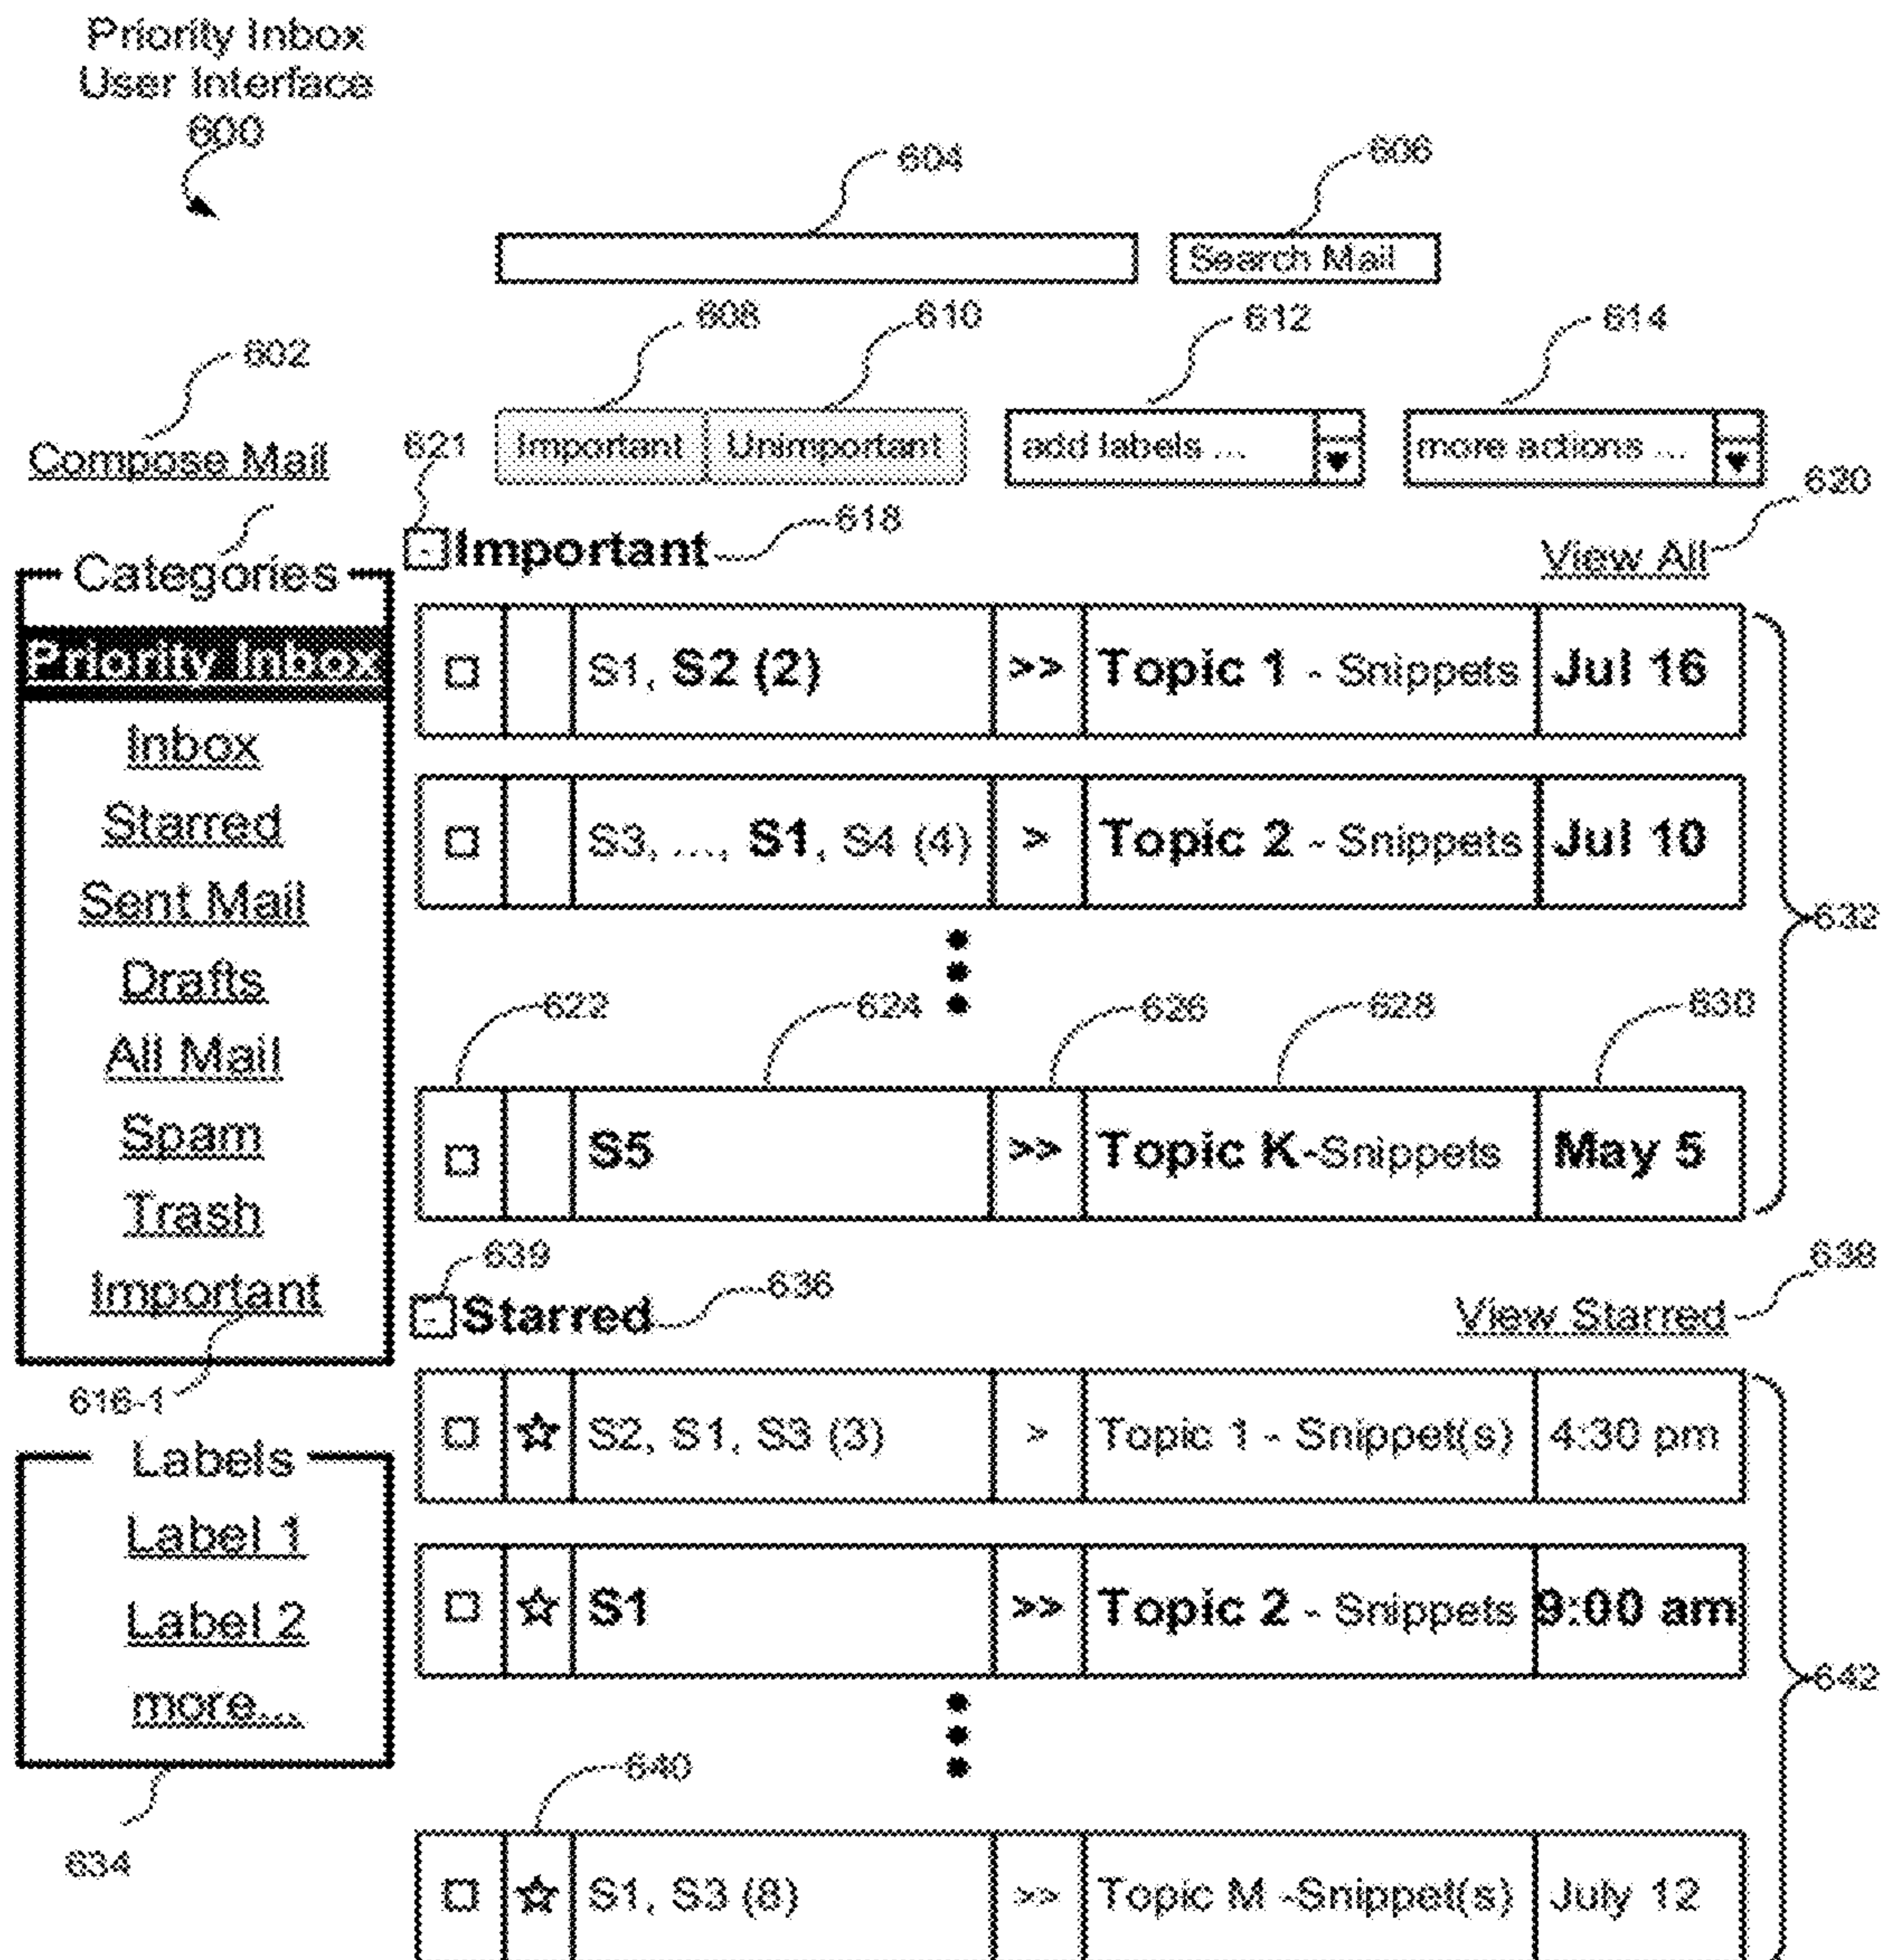 Priority Inbox
User Interface
600
604
606
Search Mail
608
610
612
614
602
Compose Mail
621
Important
Unimportant
add labels ...
more actions ...
620
- Important
618
View All
Categories
Priority Inbox
Inbox
Starred
Sent Mail
Drafts
All Mail
Spam
Trash
Important
616-1
S1, S2 (2) >> Topic 1 - Snippets Jul 16
S3, ..., S1, S4 (4) > Topic 2 - Snippets Jul 10
632
622
624
626
628
630
S5 >> Topic K-Snippets May 5
639
636
638
- Starred
View Starred
S2, S1, S3 (3) > Topic 1 - Snippet(s) 4:30 pm
S1 >> Topic 2 - Snippets 9:00 am
642
640
S1, S3 (8) >> Topic M -Snippet(s) July 12
Labels
Label 1
Label 2
more...
634